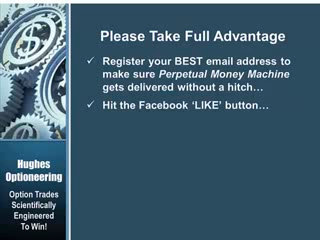 Please Take Full Advantage
✓ Register your BEST email address to
make sure Perpetual Money Machine
gets delivered without a hitch…
✓ Hit the Facebook ‘LIKE’ button…
Hughes
Optioneering
Option Trades
Scientifically
Engineered
To Win!